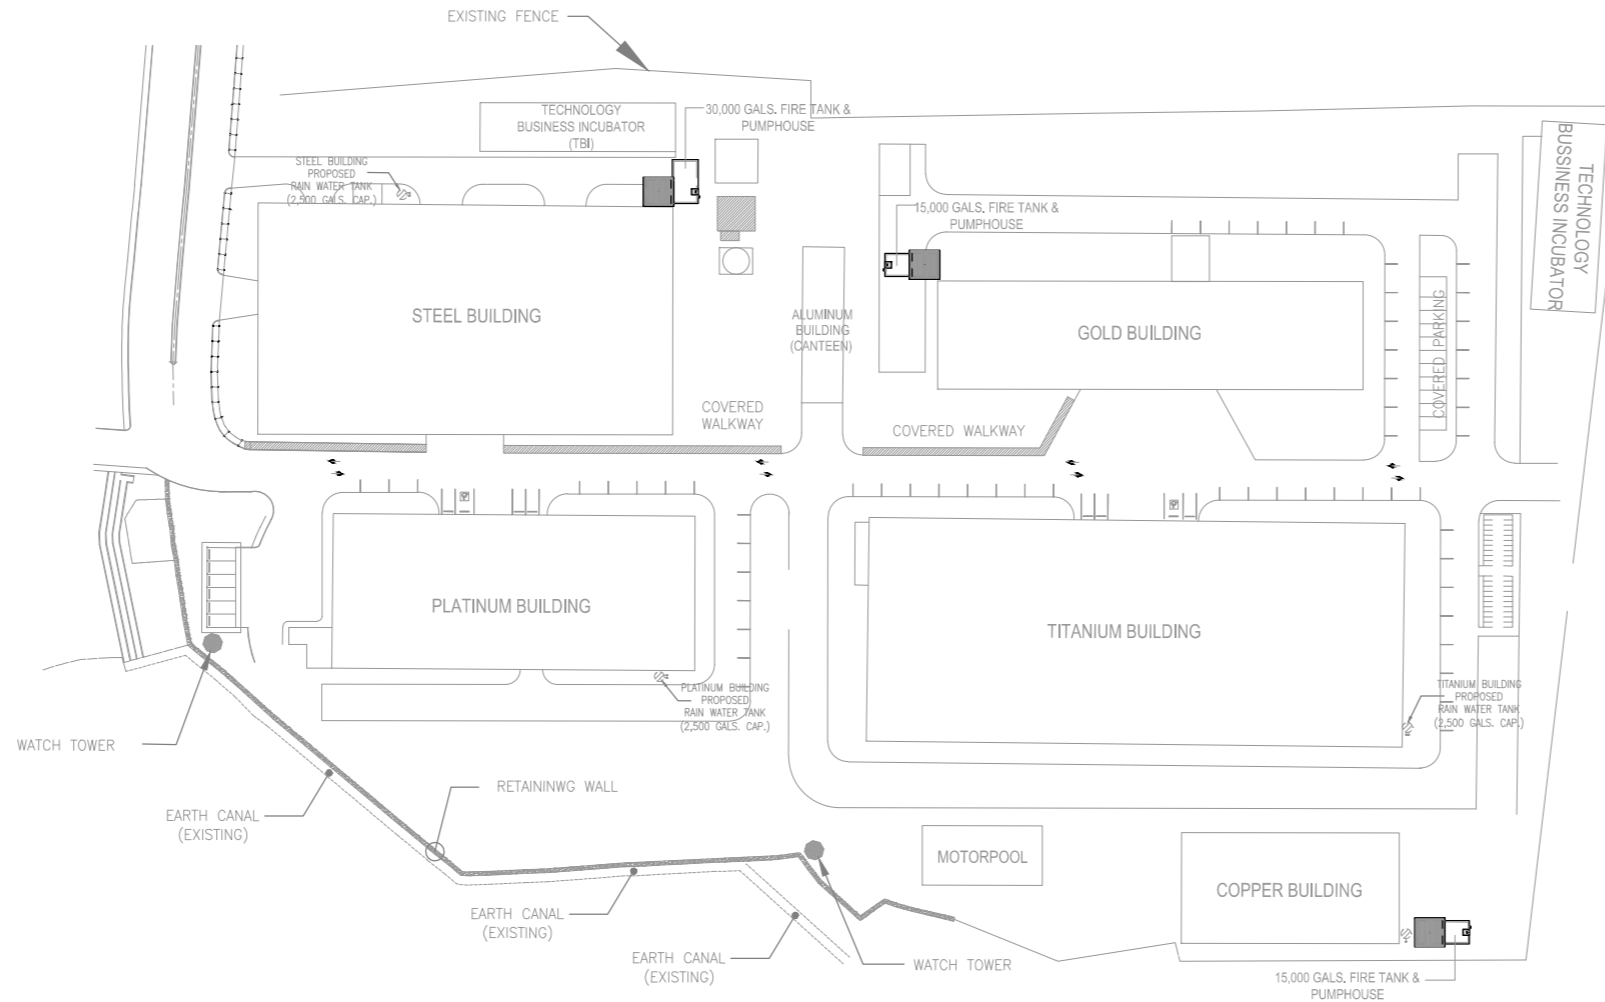 EXISTING FENCE
TECHNOLOGY
BUSINESS INCUBATOR
(TBI)
30,000 GALS. FIRE TANK &
PUMPHOUSE
STEEL BUILDING
PROPOSED
RAIN WATER TANK
(2,500 GALS. CAP.)
15,000 GALS. FIRE TANK &
PUMPHOUSE
TECHNOLOGY
BUSSINESS INCUBATOR
STEEL BUILDING
ALUMINUM
BUILDING
(CANTEEN)
GOLD BUILDING
COVERED PARKING
COVERED
WALKWAY
COVERED WALKWAY
PLATINUM BUILDING
TITANIUM BUILDING
PLATINUM BUILDING
PROPOSED
RAIN WATER TANK
(2,500 GALS. CAP.)
TITANIUM BUILDING
PROPOSED
RAIN WATER TANK
(2,500 GALS. CAP.)
WATCH TOWER
RETAININWG WALL
EARTH CANAL
(EXISTING)
MOTORPOOL
COPPER BUILDING
EARTH CANAL
(EXISTING)
EARTH CANAL
(EXISTING)
WATCH TOWER
15,000 GALS. FIRE TANK &
PUMPHOUSE